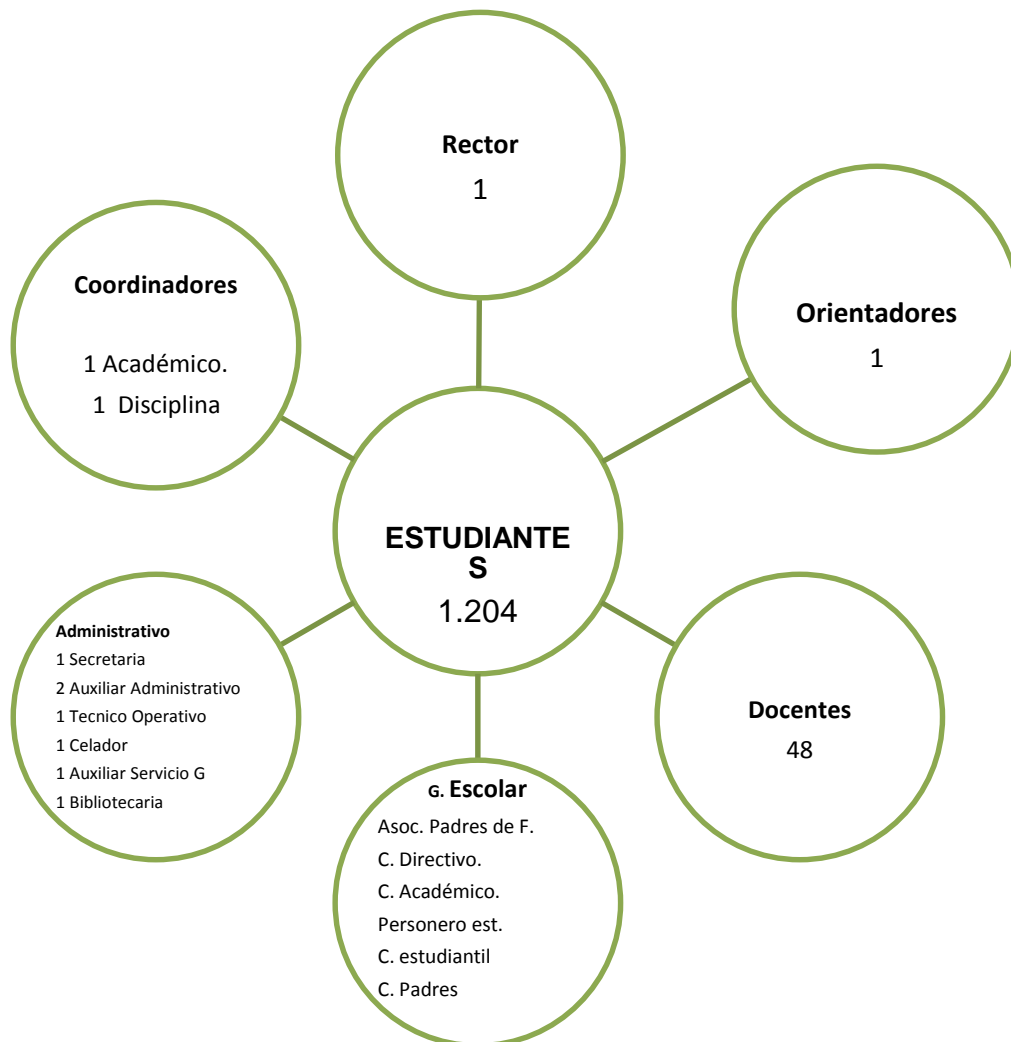 Rector
1
Coordinadores
1 Académico.
1 Disciplina
Orientadores
1
ESTUDIANTE
S
1.204
Administrativo
1 Secretaria
2 Auxiliar Administrativo
1 Tecnico Operativo
1 Celador
1 Auxiliar Servicio G
1 Bibliotecaria
Docentes
48
G. Escolar
Asoc. Padres de F.
C. Directivo.
C. Académico.
Personero est.
C. estudiantil
C. Padres